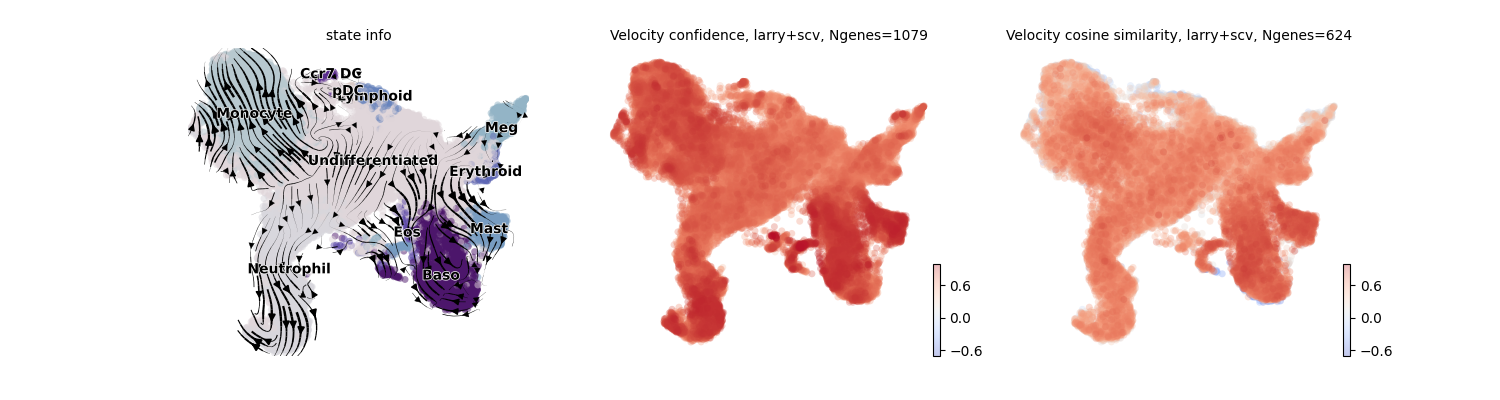 state info
Velocity confidence, larry+scv, Ngenes=1079
Velocity cosine similarity, larry+scv, Ngenes=624
Ccr7 DC
pDC
Lymphoid
Monocyte
Meg
Undifferentiated
Erythroid
Eos
Mast
Neutrophil
Baso
0.6
0.0
−0.6
0.6
0.0
−0.6